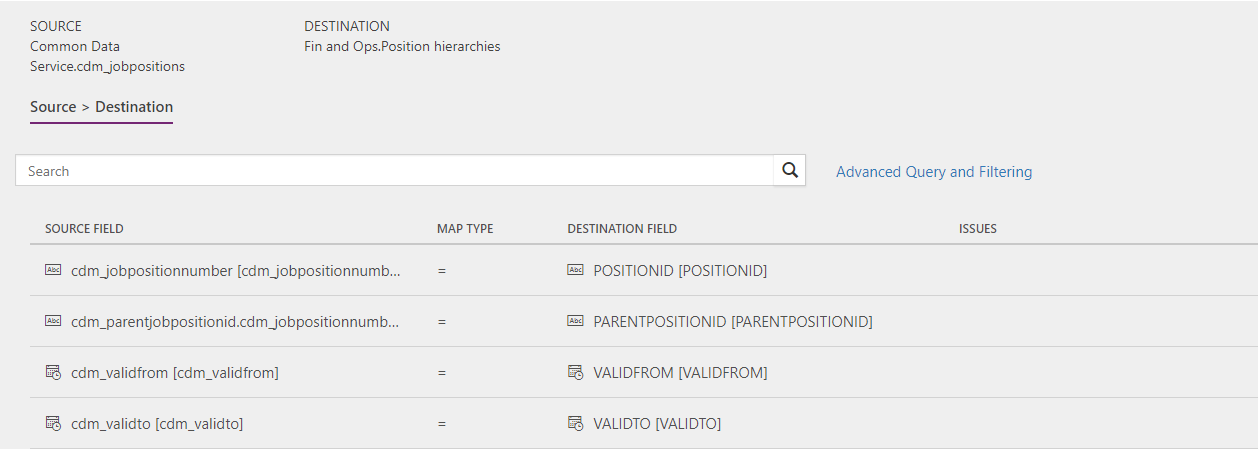 SOURCE
Common Data
Service.cdm_jobpositions
DESTINATION
Fin and Ops.Position hierarchies
Source > Destination
Search
Advanced Query and Filtering
SOURCE FIELD MAP TYPE DESTINATION FIELD ISSUES
Abc cdm_jobpositionnumber [cdm_jobpositionnumb... = Abc POSITIONID [POSITIONID]
Abc cdm_parentjobpositionid.cdm_jobpositionnumb... = Abc PARENTPOSITIONID [PARENTPOSITIONID]
cdm_validfrom [cdm_validfrom] = VALIDFROM [VALIDFROM]
cdm_validto [cdm_validto] = VALIDTO [VALIDTO]